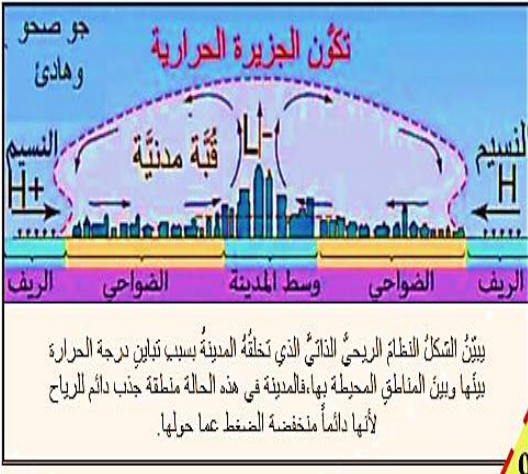 جو صحو
وهادئ
تكوُّن الجزيرة الحرارية
النسيم
H+
قُبَّة مدنيَّة
L-
لنسيم
H
الريف
الضواحي
وسط المدينة
الضواحي
الريف
يبيّنُ الشكلُ النظامَ الريحيَّ الذاتيَّ الذي تخلقُهُ المدينةُ بسببِ تباينِ درجة الحرارة
بينَها وبينَ المناطقِ المحيطة بها،فالمدينة في هذه الحالة منطقة جذب دائم للرياح
لأنها دائماً منخفضة الضغط عما حولها.